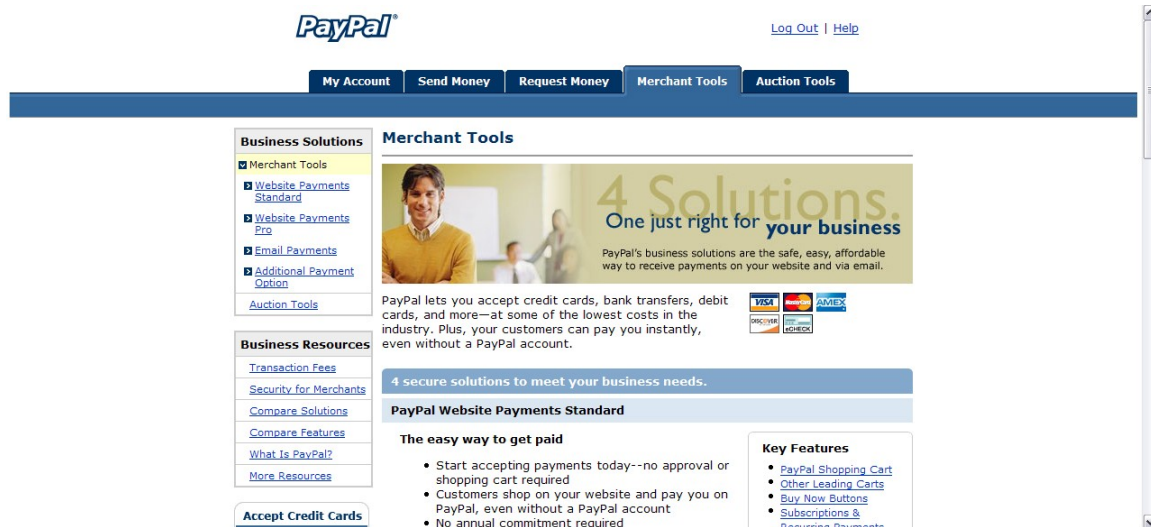 PayPal®
Log Out | Help
My Account
Send Money
Request Money
Merchant Tools
Auction Tools
Business Solutions
Merchant Tools
Website Payments
Standard
Website Payments
Pro
Email Payments
Additional Payment
Option
Auction Tools
Business Resources
Transaction Fees
Security for Merchants
Compare Solutions
Compare Features
What Is PayPal?
More Resources
Accept Credit Cards
Merchant Tools
4 Solutions.
One just right for your business
PayPal's business solutions are the safe, easy, affordable
way to receive payments on your website and via email.
PayPal lets you accept credit cards, bank transfers, debit
cards, and more—at some of the lowest costs in the
industry. Plus, your customers can pay you instantly,
even without a PayPal account.
VISA MasterCard AMEX
DISCOVER eCHECK
4 secure solutions to meet your business needs.
PayPal Website Payments Standard
The easy way to get paid
• Start accepting payments today--no approval or
shopping cart required
• Customers shop on your website and pay you on
PayPal, even without a PayPal account
• No annual commitment required
Key Features
• PayPal Shopping Cart
• Other Leading Carts
• Buy Now Buttons
• Subscriptions &
Recurring Payments